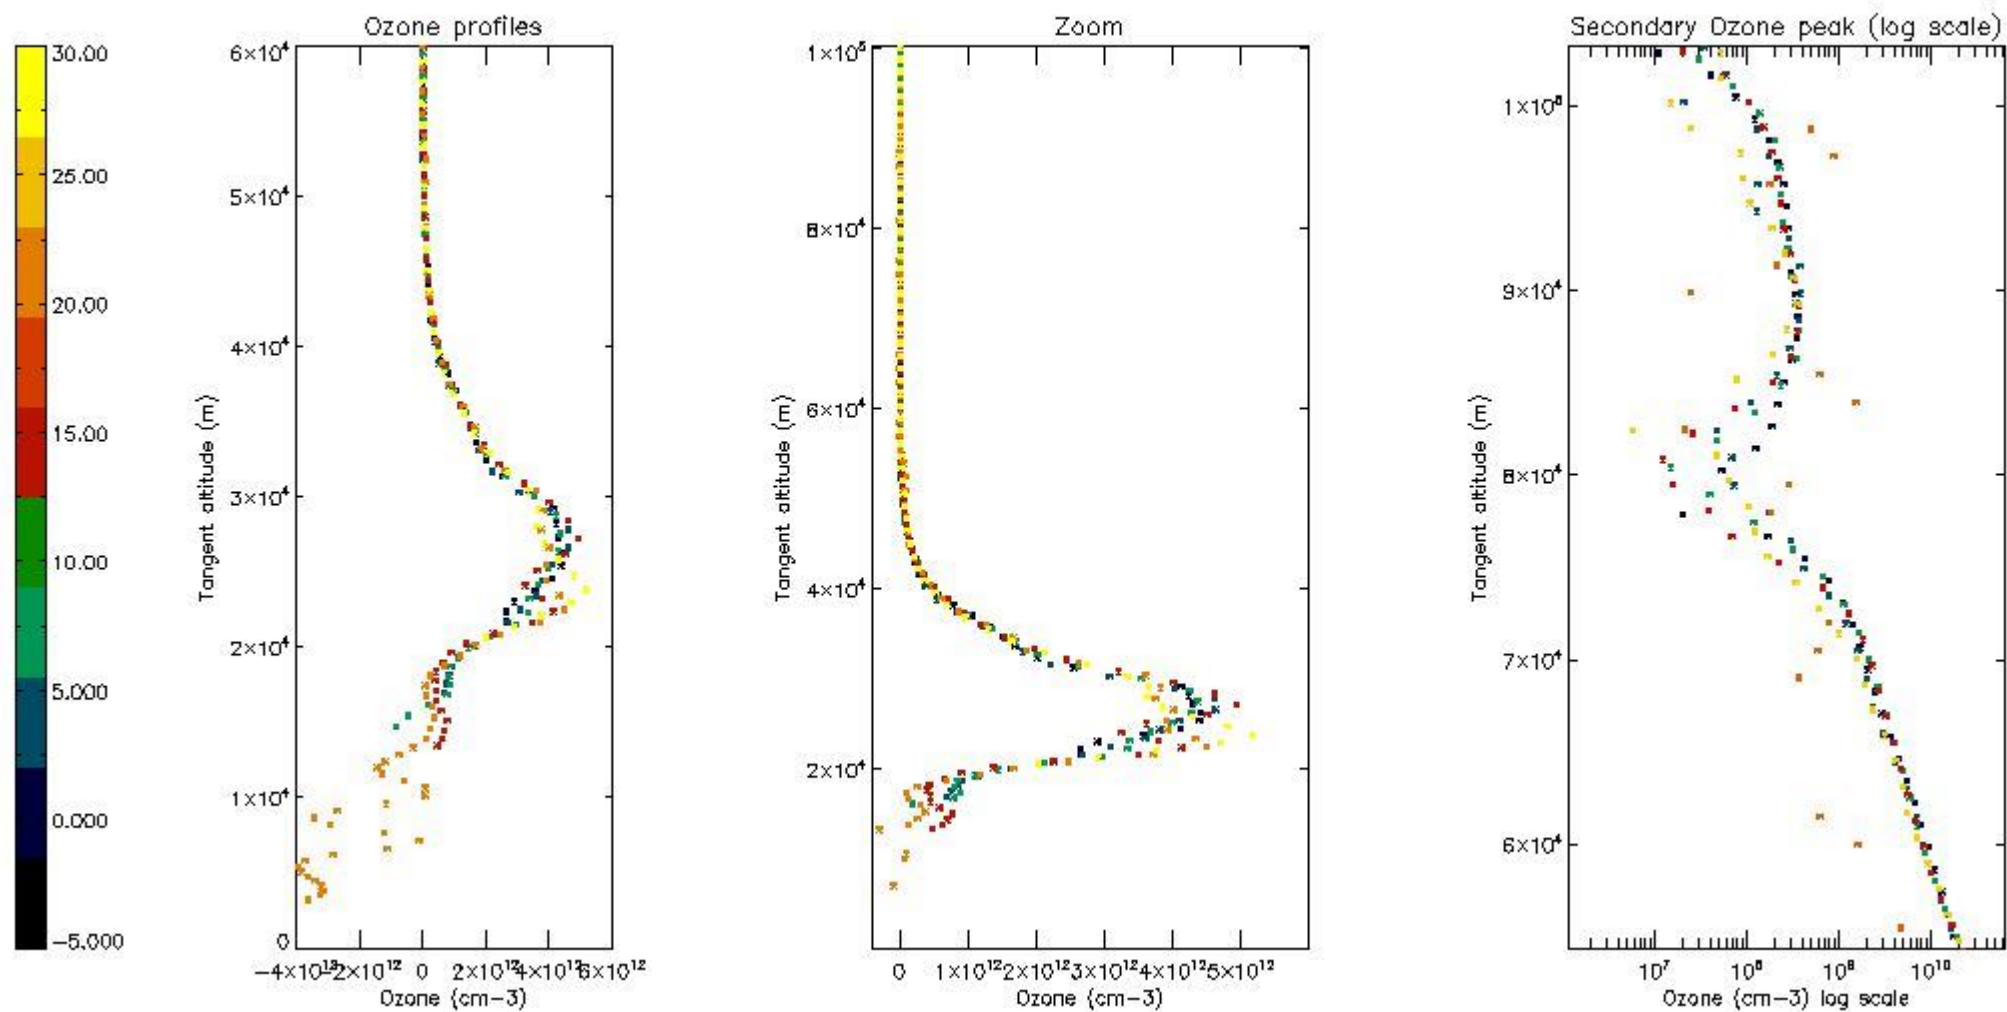 Ozone profiles
Zoom
Secondary Ozone peak (log scale)
30.00
25.00
20.00
15.00
10.00
5.000
0.000
−5.000
6×10⁴
5×10⁴
4×10⁴
3×10⁴
2×10⁴
1×10⁴
0
Tangent altitude (m)
−4×10¹² −2×10¹² 0 2×10¹² 4×10¹² 6×10¹²
Ozone (cm−3)
1×10⁵
8×10⁴
6×10⁴
4×10⁴
2×10⁴
Tangent altitude (m)
0 1×10¹² 2×10¹² 3×10¹² 4×10¹² 5×10¹²
Ozone (cm−3)
1×10⁵
9×10⁴
8×10⁴
7×10⁴
6×10⁴
Tangent altitude (m)
10⁷ 10⁸ 10⁹ 10¹⁰
Ozone (cm−3) log scale